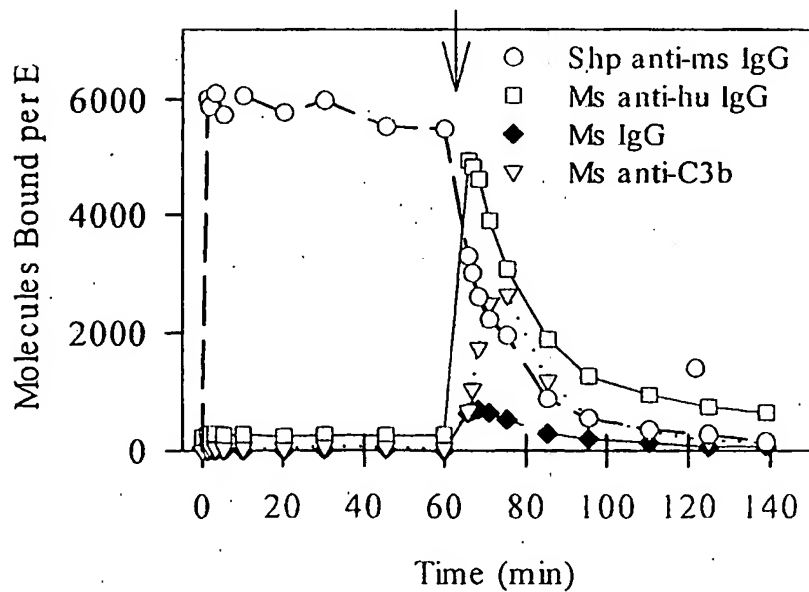 Shp anti-ms IgG
Ms anti-hu IgG
Ms IgG
Ms anti-C3b
Molecules Bound per E
6000
4000
2000
0
0 20 40 60 80 100 120 140
Time (min)